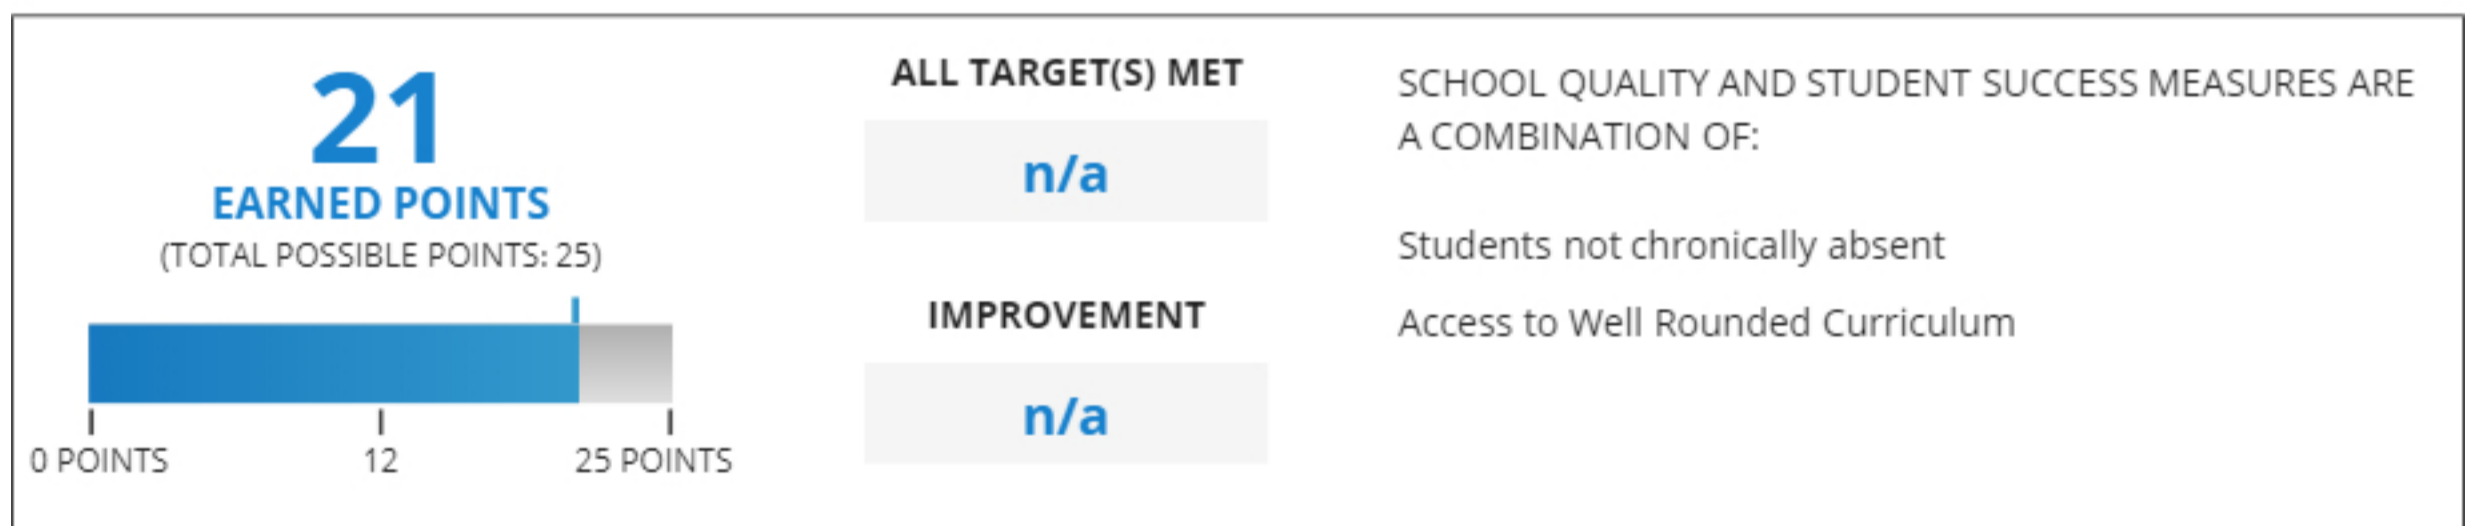 21
EARNED POINTS
(TOTAL POSSIBLE POINTS: 25)
0 POINTS 12 25 POINTS
ALL TARGET(S) MET
n/a
IMPROVEMENT
n/a
SCHOOL QUALITY AND STUDENT SUCCESS MEASURES ARE
A COMBINATION OF:
Students not chronically absent
Access to Well Rounded Curriculum